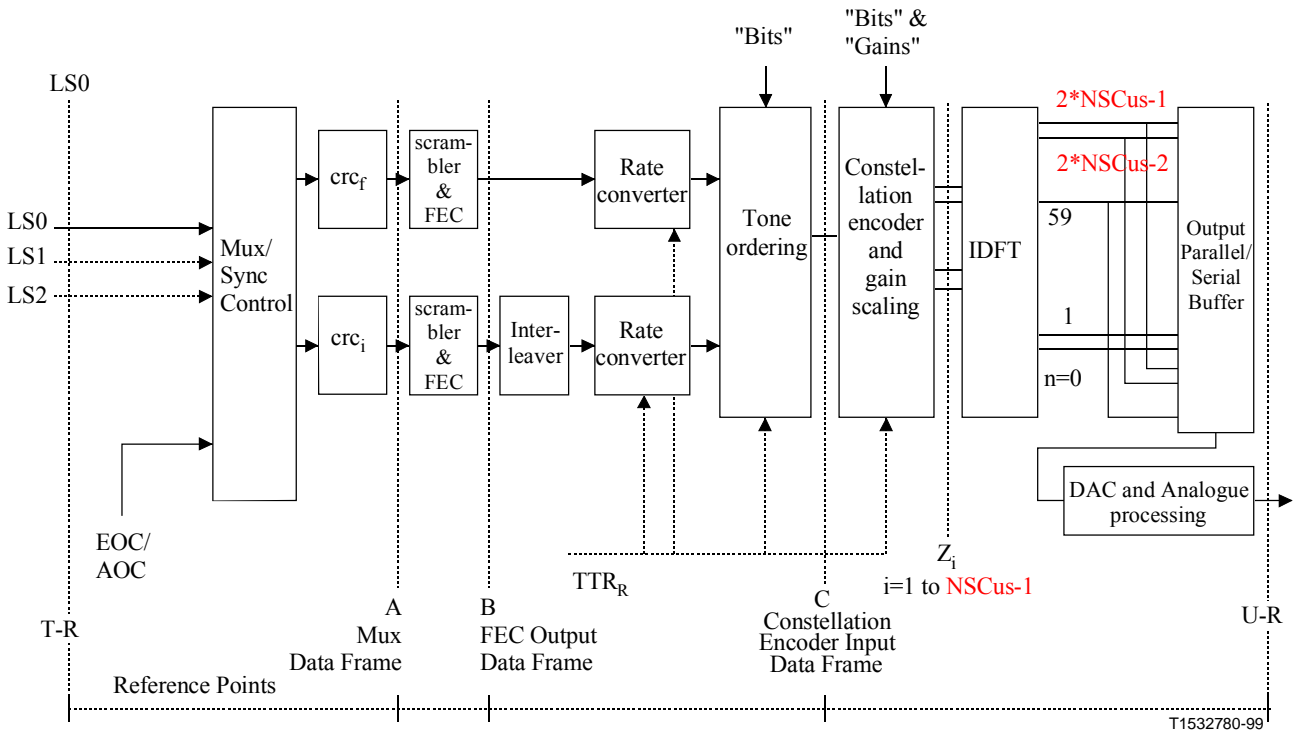 "Bits"
"Bits" &
"Gains"
LS0
2*NSCus-1
2*NSCus-2
LS0
LS1
LS2
Mux/
Sync
Control
crcf
scram-
bler
&
FEC
Rate
converter
Tone
ordering
Constel-
lation
encoder
and
gain
scaling
IDFT
59
Output
Parallel/
Serial
Buffer
crci
scram-
bler
&
FEC
Inter-
leaver
Rate
converter
1
n=0
DAC and Analogue
processing
EOC/
AOC
TTRR
Zi
i=1 to NSCus-1
T-R
A
Mux
Data Frame
B
FEC Output
Data Frame
C
Constellation
Encoder Input
Data Frame
U-R
Reference Points
T1532780-99